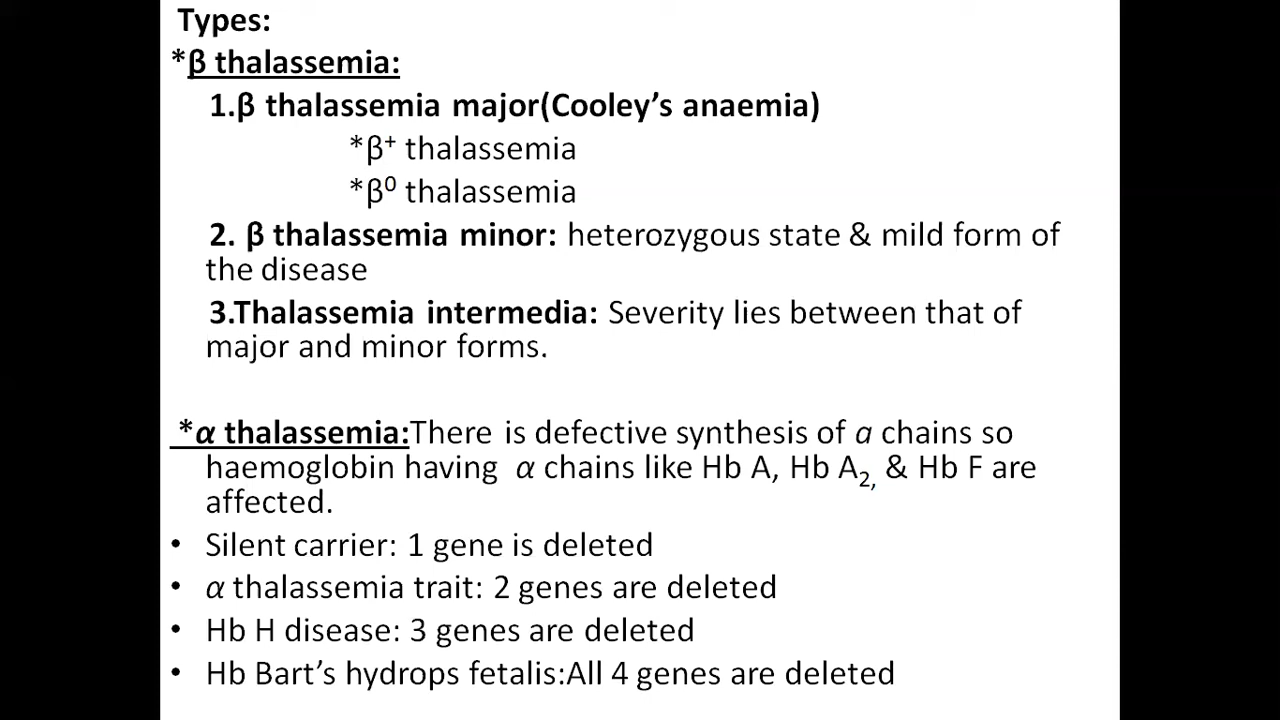 Types:
*β thalassemia:
1.β thalassemia major(Cooley’s anaemia)
*β⁺ thalassemia
*β⁰ thalassemia
2. β thalassemia minor: heterozygous state & mild form of
the disease
3.Thalassemia intermedia: Severity lies between that of
major and minor forms.
*α thalassemia:There is defective synthesis of α chains so
haemoglobin having α chains like Hb A, Hb A₂, & Hb F are
affected.
• Silent carrier: 1 gene is deleted
• α thalassemia trait: 2 genes are deleted
• Hb H disease: 3 genes are deleted
• Hb Bart’s hydrops fetalis:All 4 genes are deleted